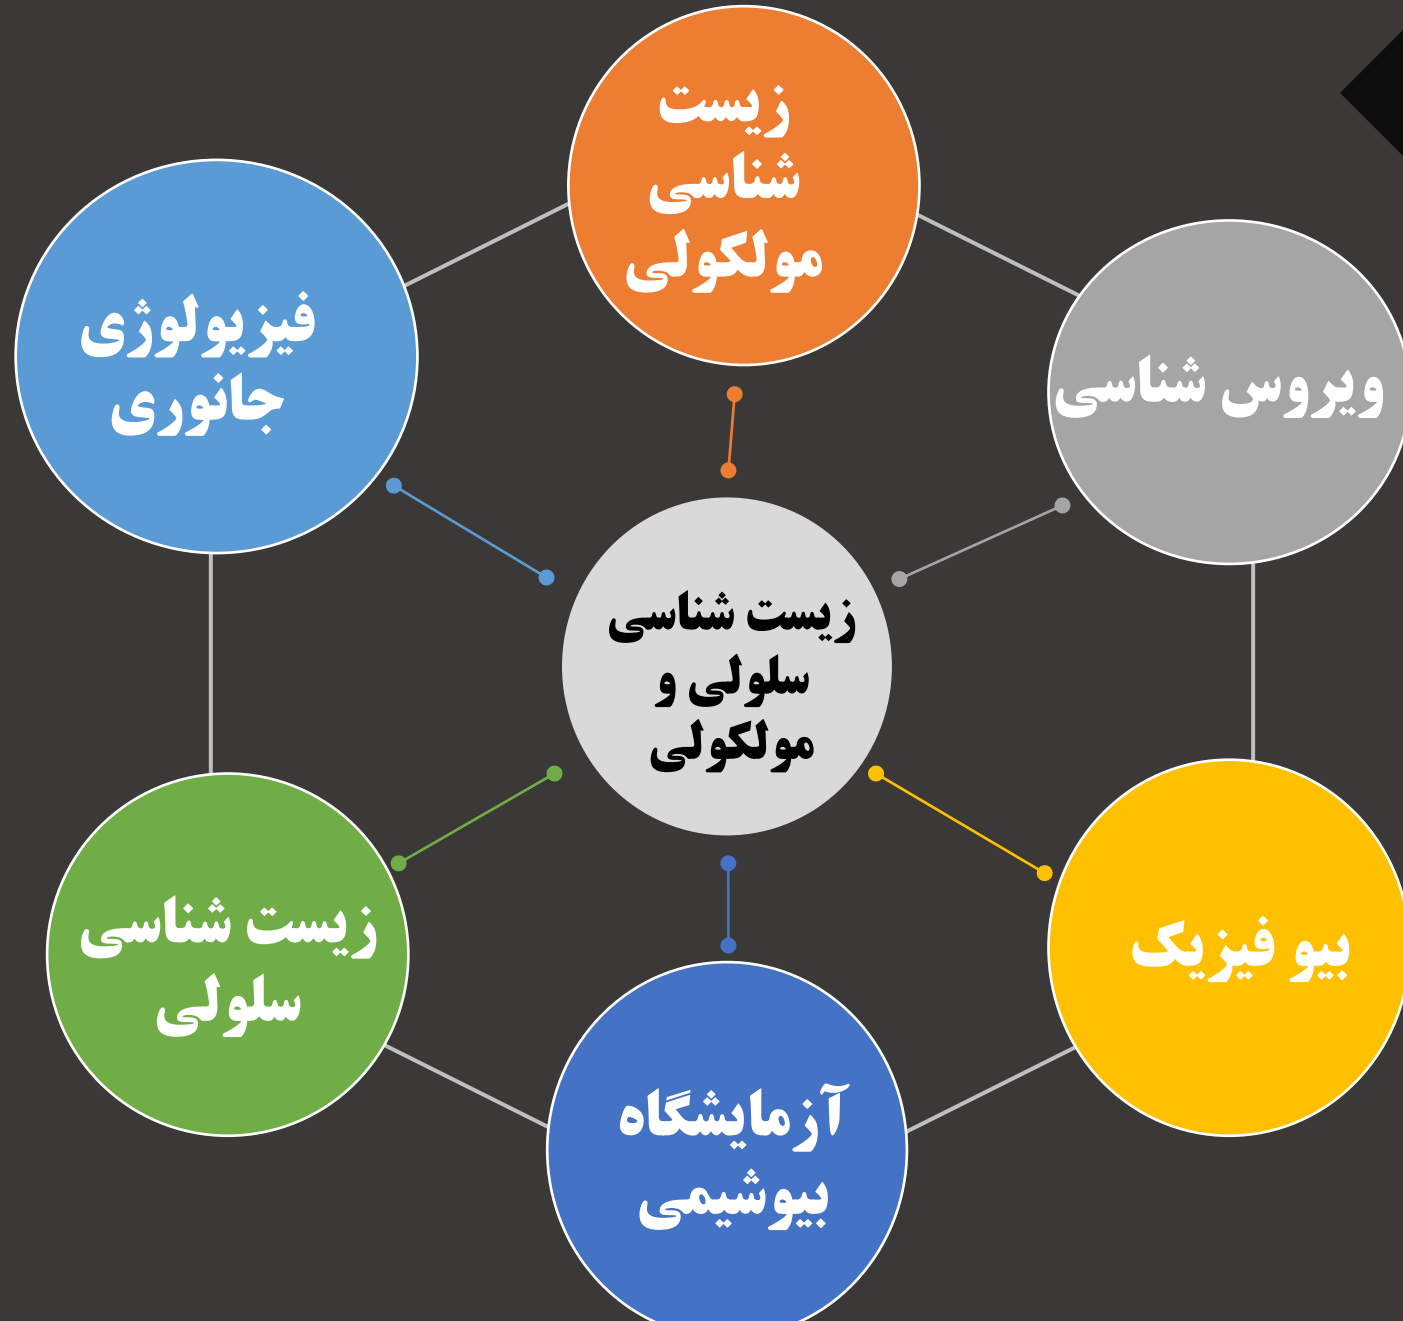 زیست
شناسی
مولکولی
فیزیولوژی
جانوری
ویروس شناسی
زیست شناسی
سلولی و
مولکولی
زیست شناسی
سلولی
بیو فیزیک
آزمایشگاه
بیوشیمی